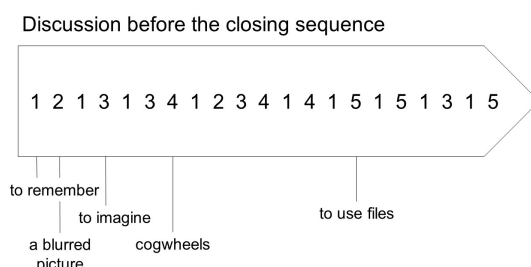 Discussion before the closing sequence
1 2 1 3 1 3 4 1 2 3 4 1 4 1 5 1 5 1 3 1 5
to remember
to imagine
to use files
a blurred
cogwheels
picture